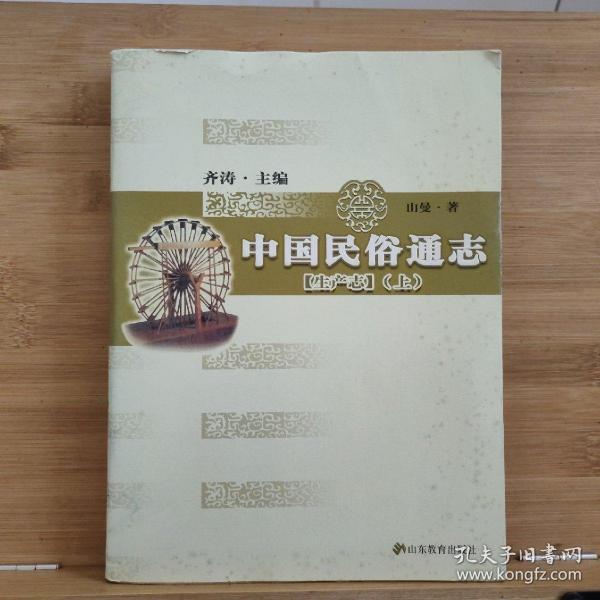 齐涛·主编
山曼·著
中国民俗通志
【生产志】（上）
山东教育出版社
孔夫子旧书网
www.kongfz.com